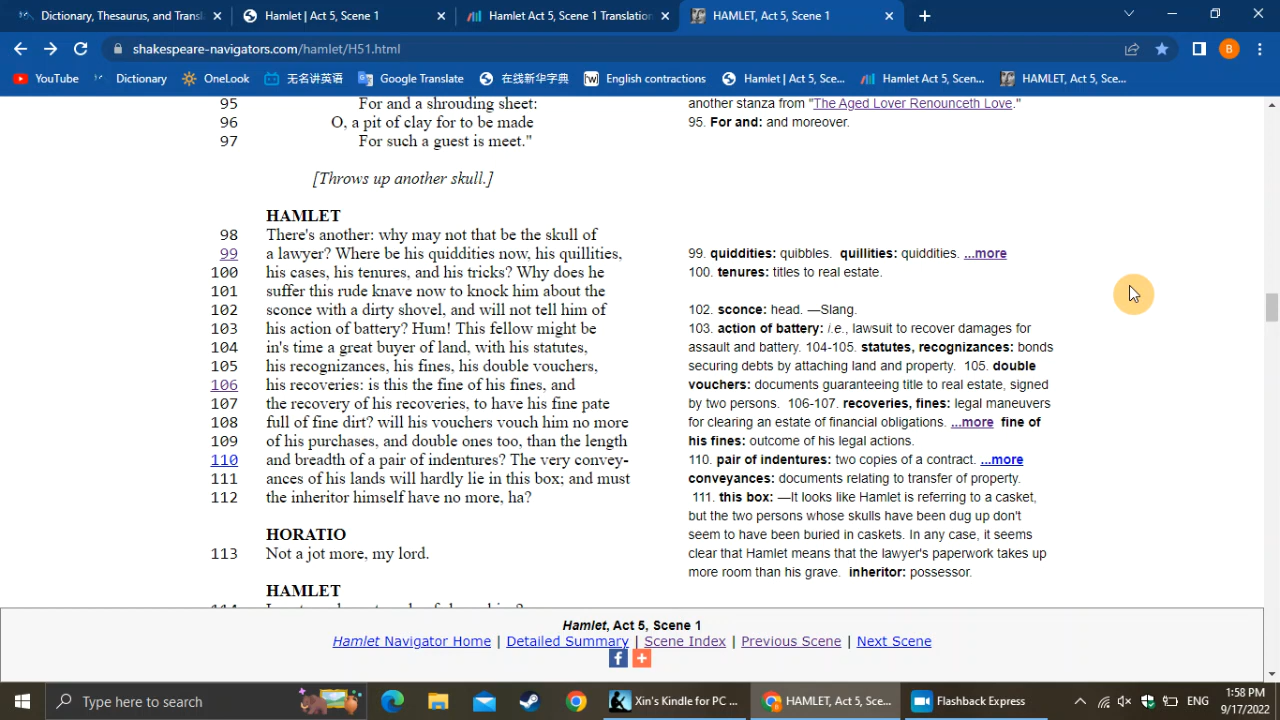 Dictionary, Thesaurus, and Transl
Hamlet | Act 5, Scene 1
Hamlet Act 5, Scene 1 Translation
HAMLET, Act 5, Scene 1
shakespeare-navigators.com/hamlet/H51.html
B
YouTube
Dictionary
OneLook
无名讲英语
Google Translate
在线新华字典
English contractions
Hamlet | Act 5, Sce...
Hamlet Act 5, Scen...
HAMLET, Act 5, Sce...
95 For and a shrouding sheet:
96 O, a pit of clay for to be made
97 For such a guest is meet."
[Throws up another skull.]
HAMLET
98 There's another: why may not that be the skull of
99 a lawyer? Where be his quiddities now, his quillities,
100 his cases, his tenures, and his tricks? Why does he
101 suffer this rude knave now to knock him about the
102 sconce with a dirty shovel, and will not tell him of
103 his action of battery? Hum! This fellow might be
104 in's time a great buyer of land, with his statutes,
105 his recognizances, his fines, his double vouchers,
106 his recoveries: is this the fine of his fines, and
107 the recovery of his recoveries, to have his fine pate
108 full of fine dirt? will his vouchers vouch him no more
109 of his purchases, and double ones too, than the length
110 and breadth of a pair of indentures? The very convey-
111 ances of his lands will hardly lie in this box; and must
112 the inheritor himself have no more, ha?
HORATIO
113 Not a jot more, my lord.
HAMLET
another stanza from "The Aged Lover Renounceth Love."
95. For and: and moreover.
99. quiddities: quibbles. quillities: quiddities. ...more
100. tenures: titles to real estate.
102. sconce: head. —Slang.
103. action of battery: i.e., lawsuit to recover damages for
assault and battery. 104-105. statutes, recognizances: bonds
securing debts by attaching land and property. 105. double
vouchers: documents guaranteeing title to real estate, signed
by two persons. 106-107. recoveries, fines: legal maneuvers
for clearing an estate of financial obligations. ...more fine of
his fines: outcome of his legal actions.
110. pair of indentures: two copies of a contract. ...more
conveyances: documents relating to transfer of property.
111. this box: —It looks like Hamlet is referring to a casket,
but the two persons whose skulls have been dug up don't
seem to have been buried in caskets. In any case, it seems
clear that Hamlet means that the lawyer's paperwork takes up
more room than his grave. inheritor: possessor.
Hamlet, Act 5, Scene 1
Hamlet Navigator Home | Detailed Summary | Scene Index | Previous Scene | Next Scene
Type here to search
Xin's Kindle for PC ...
HAMLET, Act 5, Sce...
Flashback Express
ENG
1:58 PM
9/17/2022